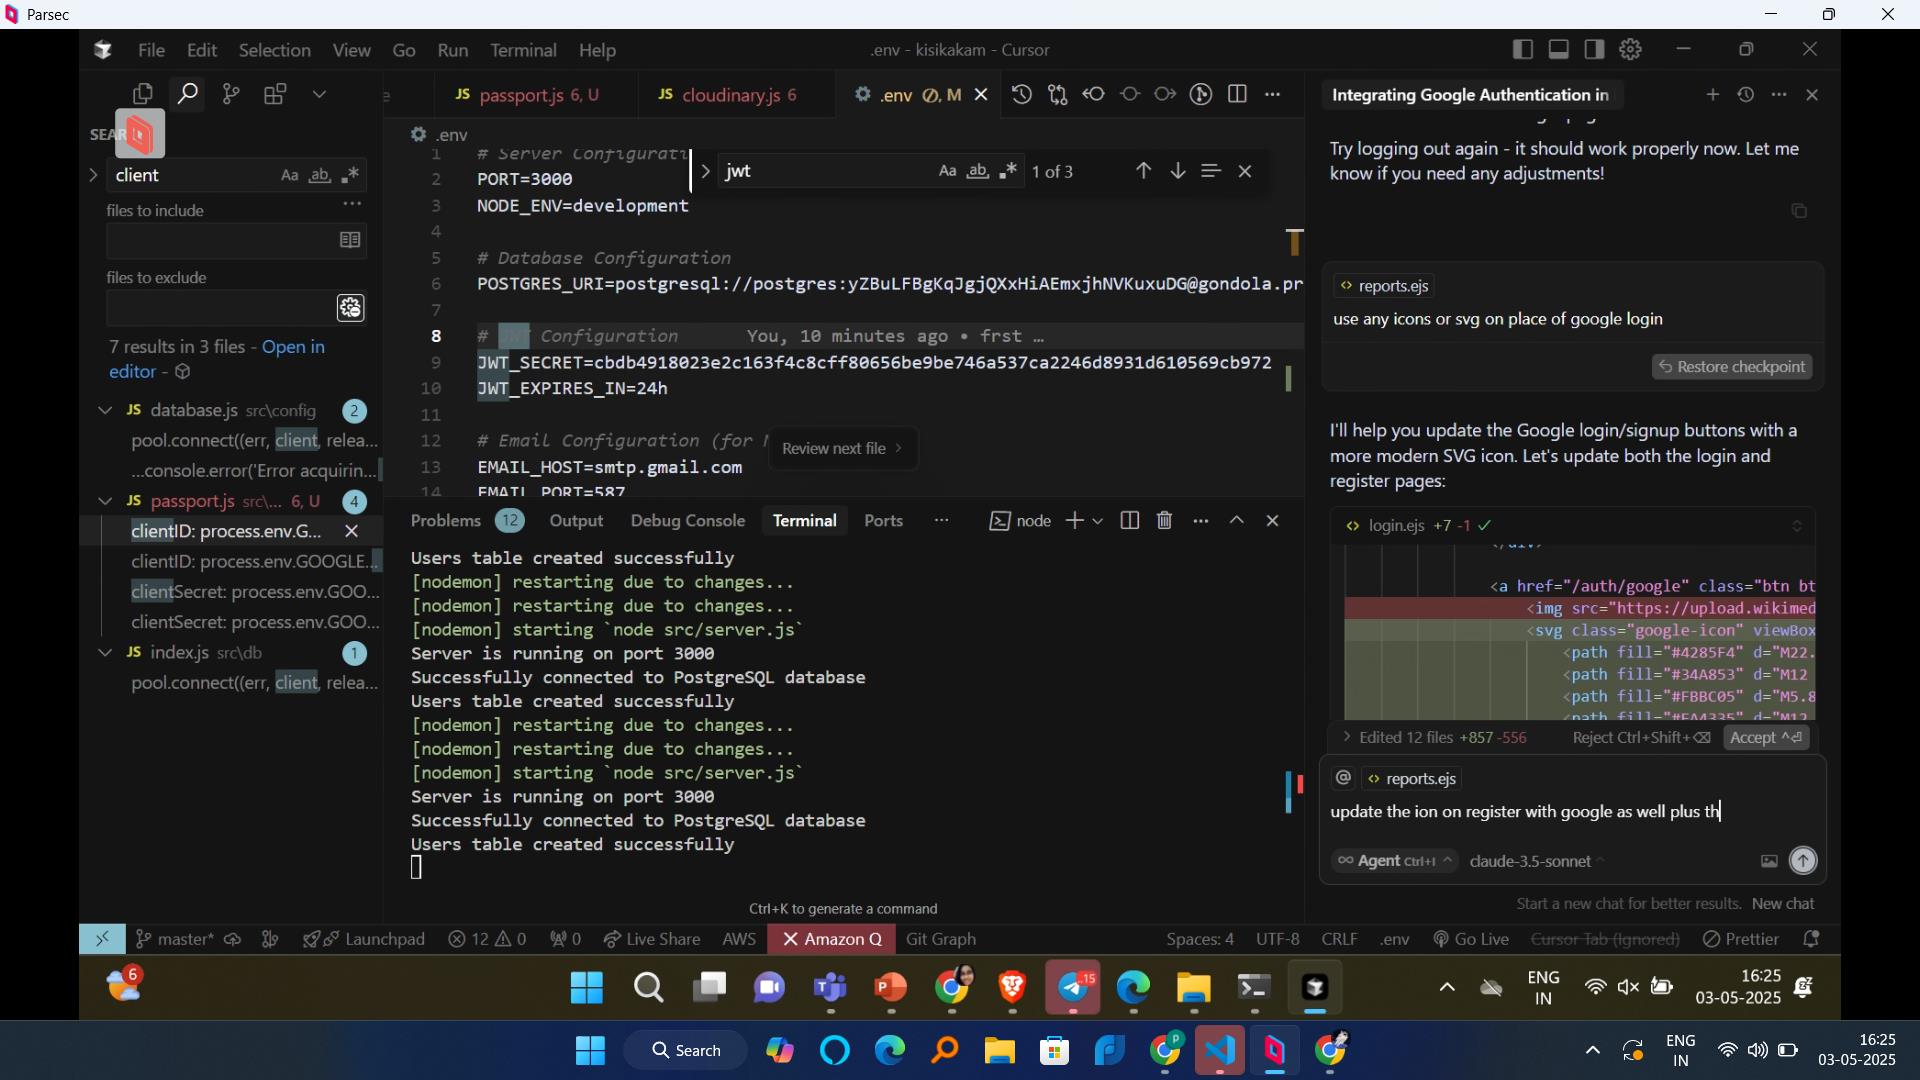 Parsec
File Edit Selection View Go Run Terminal Help
.env - kisikakam - Cursor
JS passport.js 6, U
JS cloudinary.js 6
.env M
Integrating Google Authentication in
SEAR
client
Aa ab
files to include
files to exclude
7 results in 3 files - Open in
editor -
JS database.js src\config 2
pool.connect((err, client, relea...
...console.error('Error acquirin...
JS passport.js src\... 6, U 4
clientID: process.env.G...
clientID: process.env.GOOGLE...
clientSecret: process.env.GOO...
clientSecret: process.env.GOO...
JS index.js src\db 1
pool.connect((err, client, relea...
.env
jwt Aa ab 1 of 3
1 # Server Configurati
2 PORT=3000
3 NODE_ENV=development
4
5 # Database Configuration
6 POSTGRES_URI=postgresql://postgres:yZBuLFBgKqJgjQXxHiAEmxjhNVKuxuDG@gondola.pr
7
8 # JWT Configuration You, 10 minutes ago • frst …
9 JWT_SECRET=cbdb4918023e2c163f4c8cff80656be9be746a537ca2246d8931d610569cb972
10 JWT_EXPIRES_IN=24h
11
12 # Email Configuration (for
13 EMAIL_HOST=smtp.gmail.com
14 EMAIL_PORT=587
Review next file
Problems 12 Output Debug Console Terminal Ports ... node
Users table created successfully
[nodemon] restarting due to changes...
[nodemon] restarting due to changes...
[nodemon] starting `node src/server.js`
Server is running on port 3000
Successfully connected to PostgreSQL database
Users table created successfully
[nodemon] restarting due to changes...
[nodemon] restarting due to changes...
[nodemon] starting `node src/server.js`
Server is running on port 3000
Successfully connected to PostgreSQL database
Users table created successfully
Ctrl+K to generate a command
Try logging out again - it should work properly now. Let me
know if you need any adjustments!
<> reports.ejs
use any icons or svg on place of google login
Restore checkpoint
I'll help you update the Google login/signup buttons with a
more modern SVG icon. Let's update both the login and
register pages:
<> login.ejs +7 -1
</div>
<a href="/auth/google" class="btn bt
<img src="https://upload.wikimed
<svg class="google-icon" viewBox
<path fill="#4285F4" d="M22.
<path fill="#34A853" d="M12
<path fill="#FBBC05" d="M5.8
<path fill="#EA4335" d="M12
> Edited 12 files +857 -556 Reject Ctrl+Shift+⌫ Accept ^⏎
@ <> reports.ejs
update the ion on register with google as well plus th
∞ Agent Ctrl+I claude-3.5-sonnet
Start a new chat for better results. New chat
master* Launchpad 12 0 0 Live Share AWS Amazon Q Git Graph Spaces: 4 UTF-8 CRLF .env Go Live Cursor Tab (Ignored) Prettier
6
15
ENG
IN
16:25
03-05-2025
Search
ENG
IN
16:25
03-05-2025